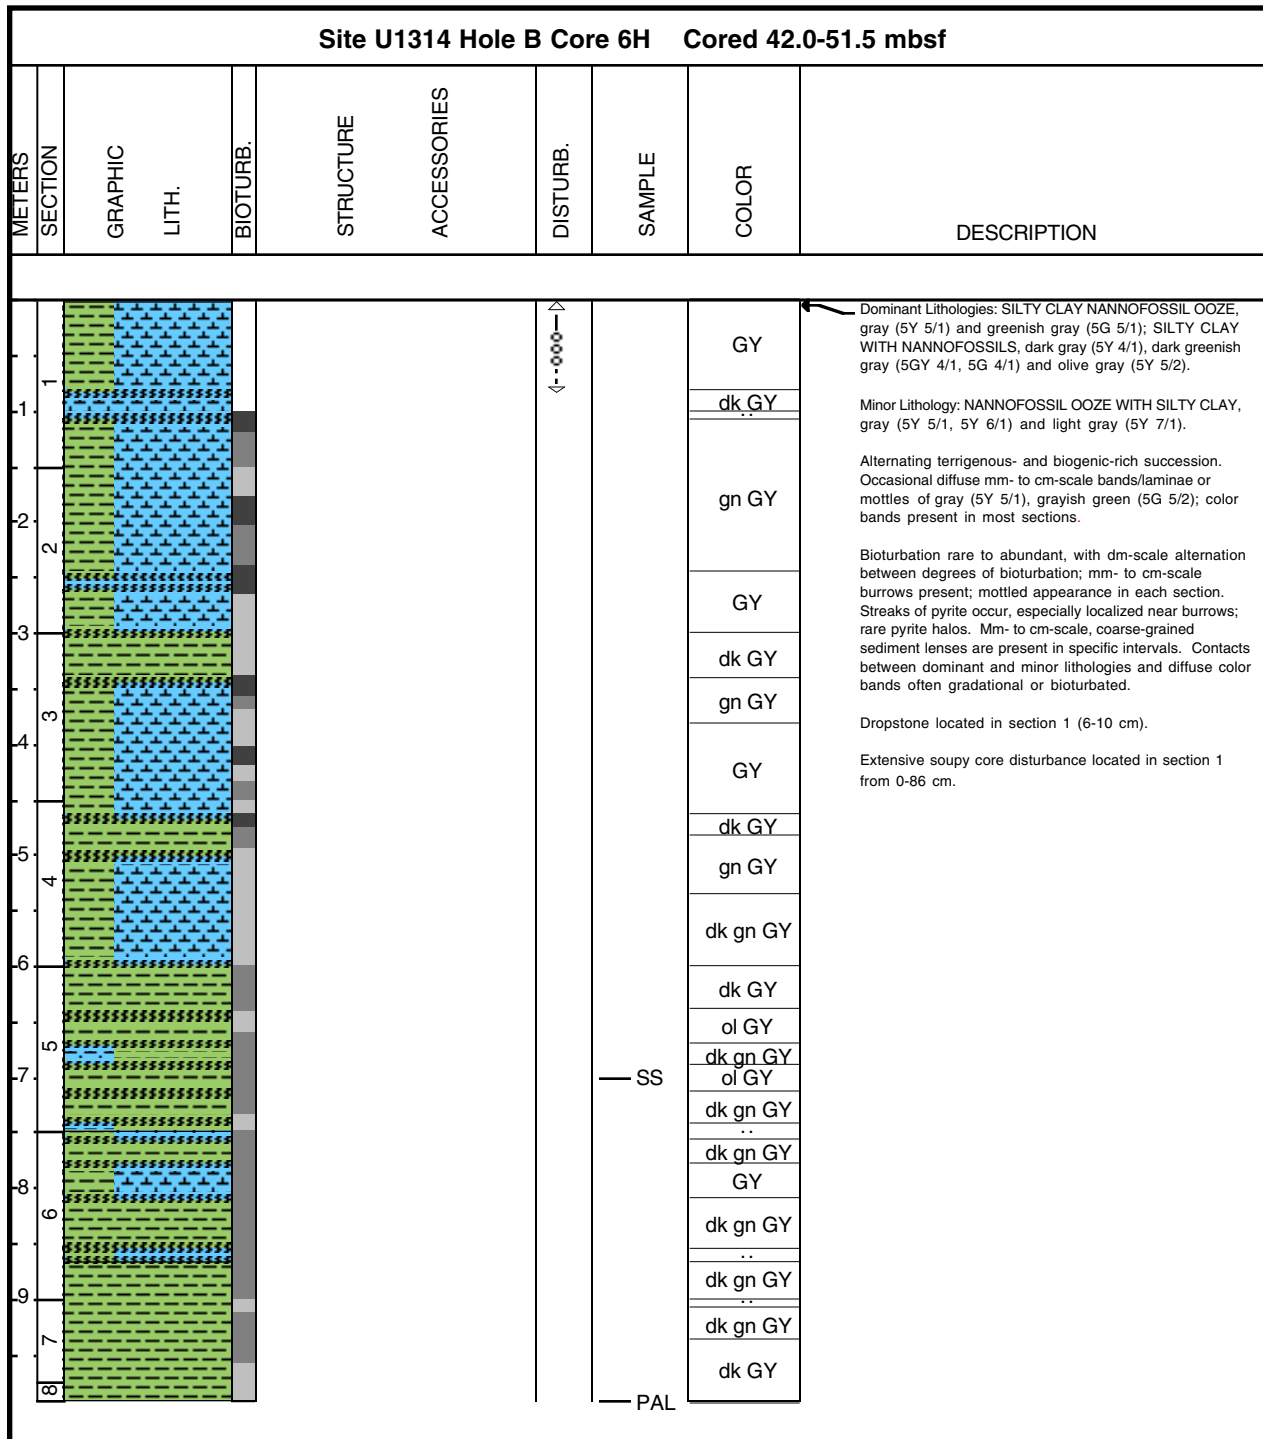 Site U1314 Hole B Core 6H Cored 42.0-51.5 mbsf
METERS
SECTION
GRAPHIC
LITH.
BIOTURB.
STRUCTURE
ACCESSORIES
DISTURB.
SAMPLE
COLOR
DESCRIPTION
1
2
3
4
5
6
7
8
9
1
2
3
4
5
6
7
8
SS
PAL
GY
dk GY
..
gn GY
GY
dk GY
gn GY
GY
dk GY
gn GY
dk gn GY
dk GY
ol GY
dk gn GY
ol GY
dk gn GY
..
dk gn GY
GY
dk gn GY
..
dk gn GY
..
dk gn GY
dk GY
Dominant Lithologies: SILTY CLAY NANNOFOSSIL OOZE,
gray (5Y 5/1) and greenish gray (5G 5/1); SILTY CLAY
WITH NANNOFOSSILS, dark gray (5Y 4/1), dark greenish
gray (5GY 4/1, 5G 4/1) and olive gray (5Y 5/2).
Minor Lithology: NANNOFOSSIL OOZE WITH SILTY CLAY,
gray (5Y 5/1, 5Y 6/1) and light gray (5Y 7/1).
Alternating terrigenous- and biogenic-rich succession.
Occasional diffuse mm- to cm-scale bands/laminae or
mottles of gray (5Y 5/1), grayish green (5G 5/2); color
bands present in most sections.
Bioturbation rare to abundant, with dm-scale alternation
between degrees of bioturbation; mm- to cm-scale
burrows present; mottled appearance in each section.
Streaks of pyrite occur, especially localized near burrows;
rare pyrite halos. Mm- to cm-scale, coarse-grained
sediment lenses are present in specific intervals. Contacts
between dominant and minor lithologies and diffuse color
bands often gradational or bioturbated.
Dropstone located in section 1 (6-10 cm).
Extensive soupy core disturbance located in section 1
from 0-86 cm.